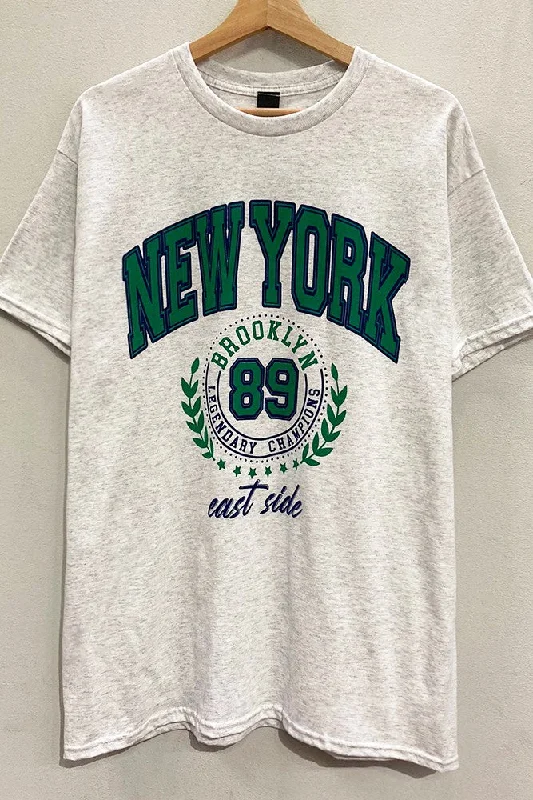 NEW YORK
BROOKLYN
89
LEGENDARY CHAMPIONS
east side